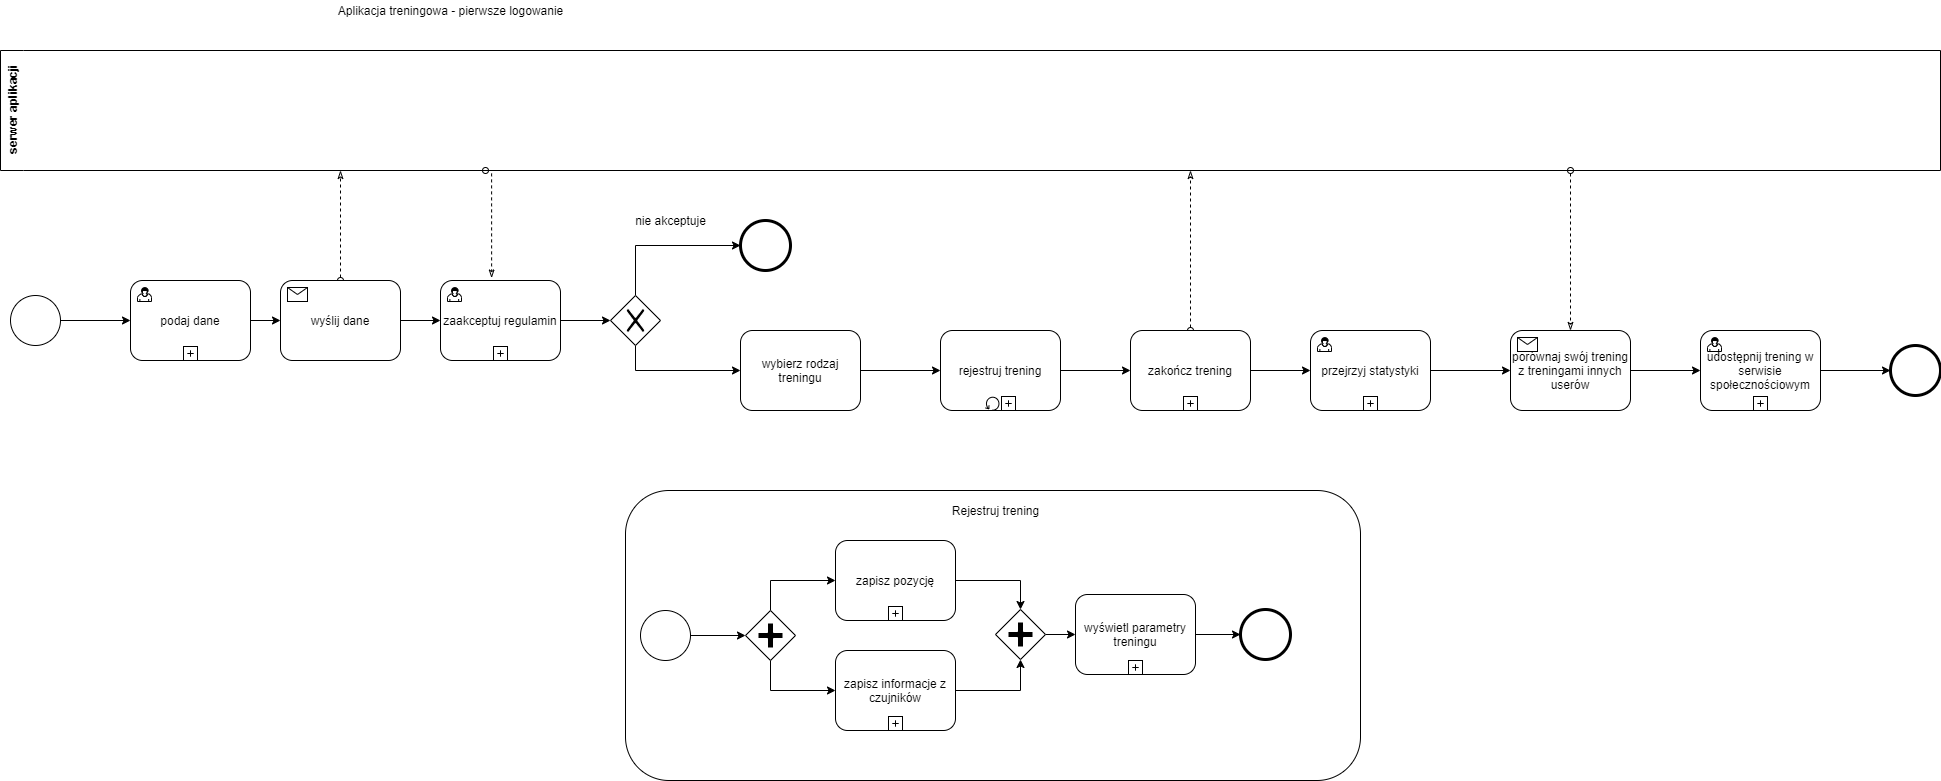 Aplikacja treningowa - pierwsze logowanie
serwer aplikacji
nie akceptuje
podaj dane
wyślij dane
zaakceptuj regulamin
wybierz rodzaj
treningu
rejestruj trening
zakończ trening
przejrzyj statystyki
porównaj swój trening
z treningami innych
userów
udostępnij trening w
serwisie
społecznościowym
Rejestruj trening
zapisz pozycję
zapisz informacje z
czujników
wyświetl parametry
treningu